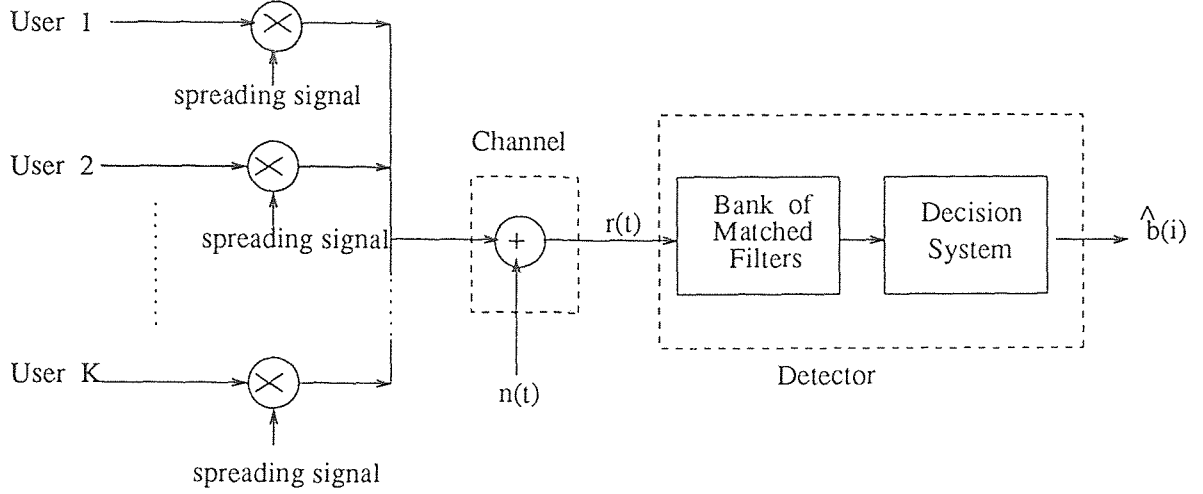 User 1
spreading signal
User 2
spreading signal
User K
spreading signal
Channel
+
n(t)
r(t)
Bank of
Matched
Filters
Decision
System
Detector
b̂(i)